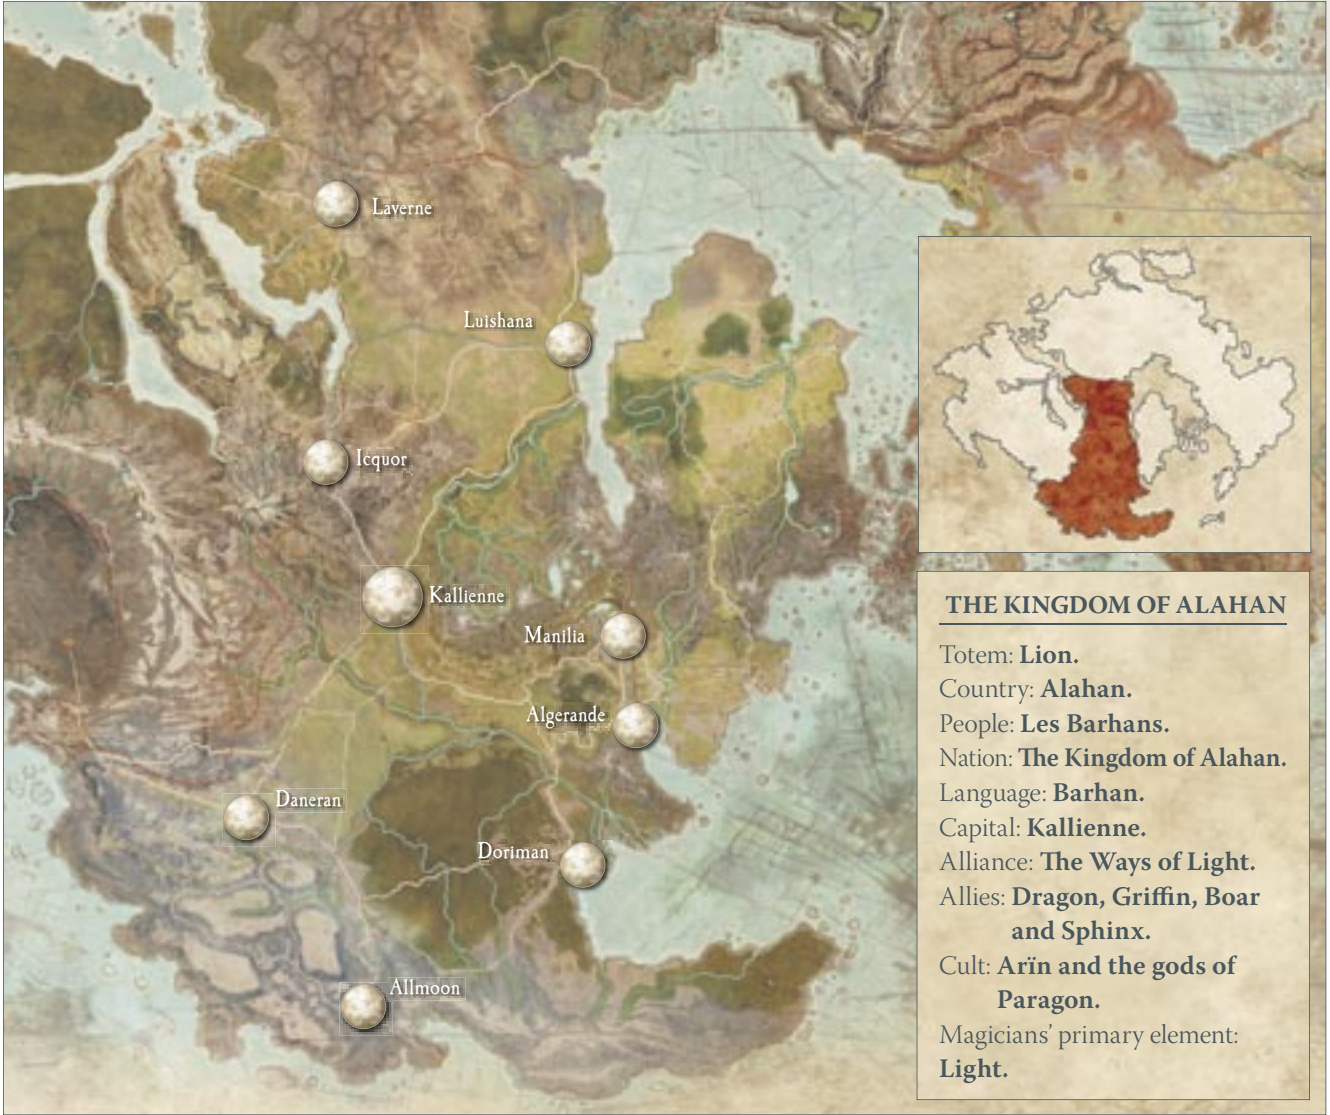 Laverne
Luishana
Icquor
Kallienne
Manilia
Algerande
Daneran
Doriman
Allmoon
THE KINGDOM OF ALAHAN
Totem: Lion.
Country: Alahan.
People: Les Barhans.
Nation: The Kingdom of Alahan.
Language: Barhan.
Capital: Kallienne.
Alliance: The Ways of Light.
Allies: Dragon, Griffin, Boar
and Sphinx.
Cult: Arïn and the gods of
Paragon.
Magicians’ primary element:
Light.